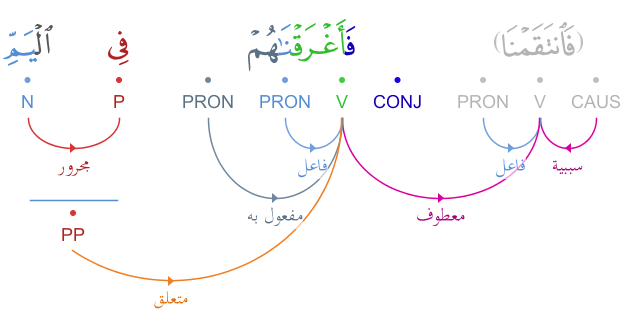 (فَٱنتَقَمْنَا) فَأَغْرَقْنَـٰهُمْ فِى ٱلْيَمِّ
CAUS V PRON CONJ V PRON PRON P N
سببية فاعل فاعل مجرور
معطوف مفعول به
PP
متعلق